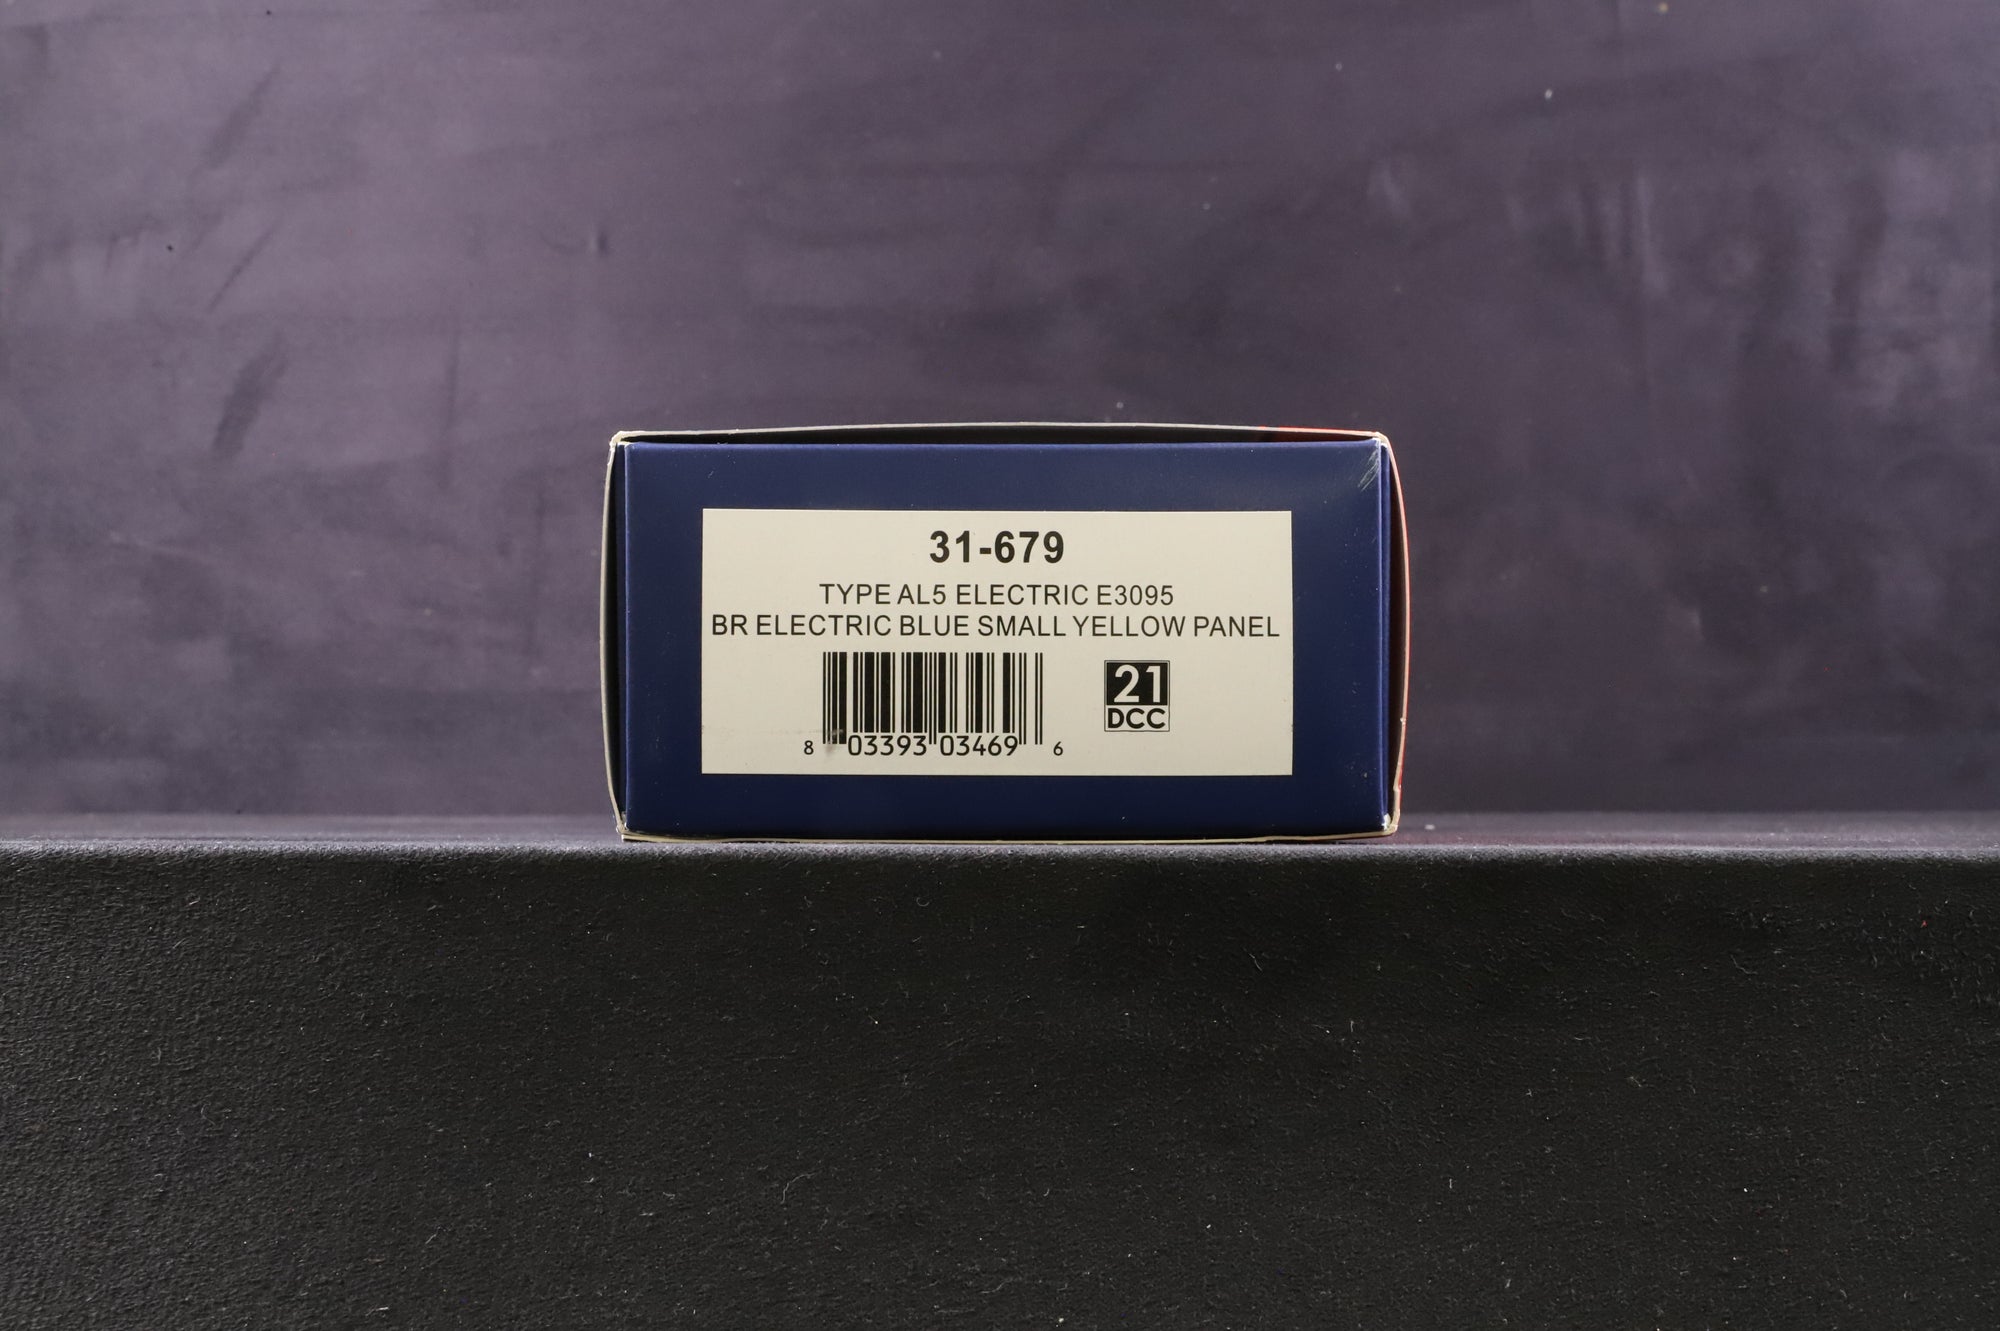 31-679
TYPE AL5 ELECTRIC E3095
BR ELECTRIC BLUE SMALL YELLOW PANEL
21
DCC
8 03393 03469 6